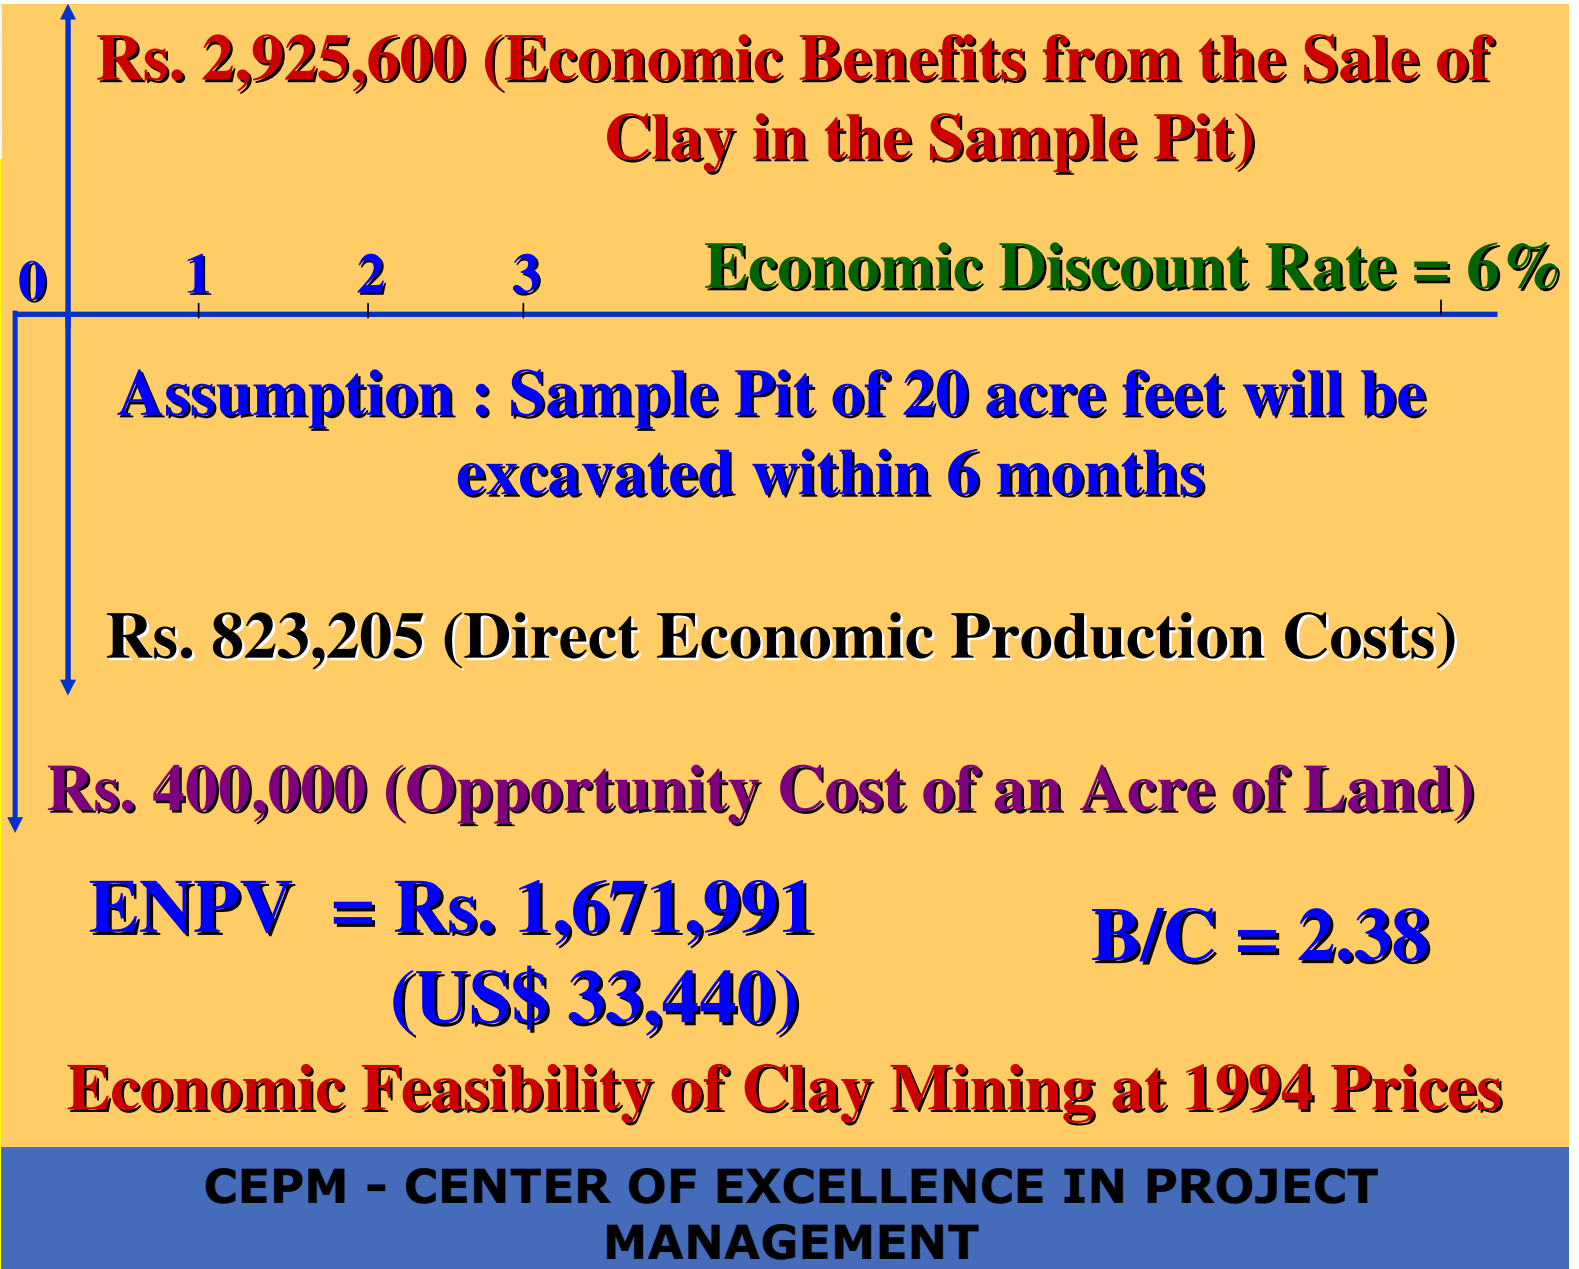 Rs. 2,925,600 (Economic Benefits from the Sale of
Clay in the Sample Pit)
0 1 2 3 Economic Discount Rate = 6%
Assumption : Sample Pit of 20 acre feet will be
excavated within 6 months
Rs. 823,205 (Direct Economic Production Costs)
Rs. 400,000 (Opportunity Cost of an Acre of Land)
ENPV = Rs. 1,671,991
(US$ 33,440)
B/C = 2.38
Economic Feasibility of Clay Mining at 1994 Prices
CEPM - CENTER OF EXCELLENCE IN PROJECT
MANAGEMENT